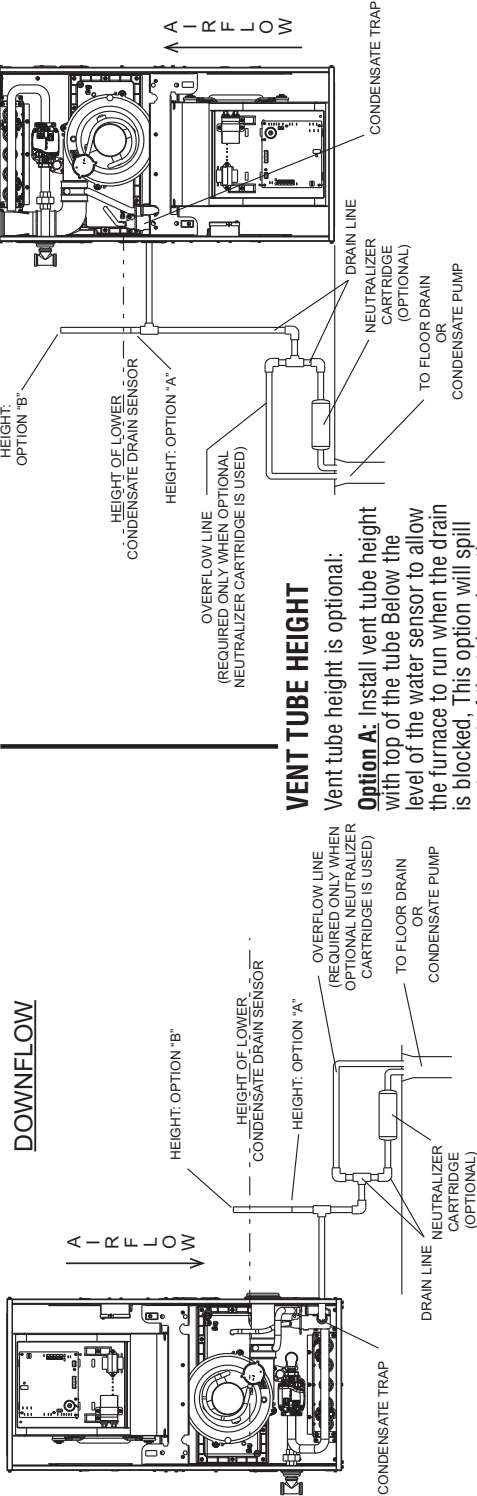 DOWNFLOW
AIRFLOW
HEIGHT: OPTION "B"
HEIGHT OF LOWER
CONDENSATE DRAIN SENSOR
HEIGHT: OPTION "A"
OVERFLOW LINE
(REQUIRED ONLY WHEN
OPTIONAL NEUTRALIZER
CARTRIDGE IS USED)
TO FLOOR DRAIN
OR
CONDENSATE PUMP
DRAIN LINE
NEUTRALIZER
CARTRIDGE
(OPTIONAL)
CONDENSATE TRAP
AIRFLOW
HEIGHT:
OPTION "B"
HEIGHT OF LOWER
CONDENSATE DRAIN SENSOR
HEIGHT: OPTION "A"
OVERFLOW LINE
(REQUIRED ONLY WHEN OPTIONAL
NEUTRALIZER CARTRIDGE IS USED)
CONDENSATE TRAP
DRAIN LINE
NEUTRALIZER
CARTRIDGE
(OPTIONAL)
TO FLOOR DRAIN
OR
CONDENSATE PUMP
VENT TUBE HEIGHT
Vent tube height is optional:
Option A: Install vent tube height
with top of the tube Below the
level of the water sensor to allow
the furnace to run when the drain
is blocked, This option will spill